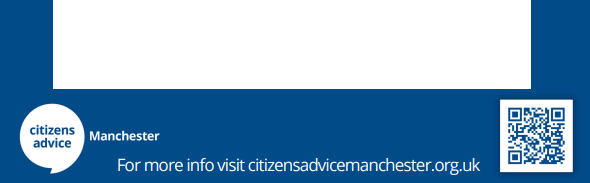 citizens
advice
Manchester
For more info visit citizensadvicemanchester.org.uk